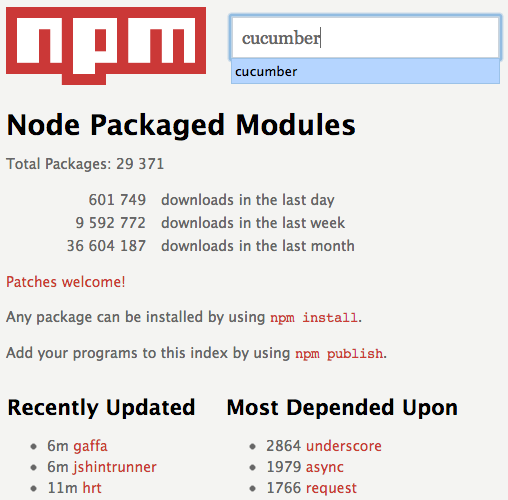 npm
cucumber
cucumber
Node Packaged Modules
Total Packages: 29 371
601 749 downloads in the last day
9 592 772 downloads in the last week
36 604 187 downloads in the last month
Patches welcome!
Any package can be installed by using npm install.
Add your programs to this index by using npm publish.
Recently Updated
• 6m gaffa
• 6m jshintrunner
• 11m hrt
Most Depended Upon
• 2864 underscore
• 1979 async
• 1766 request